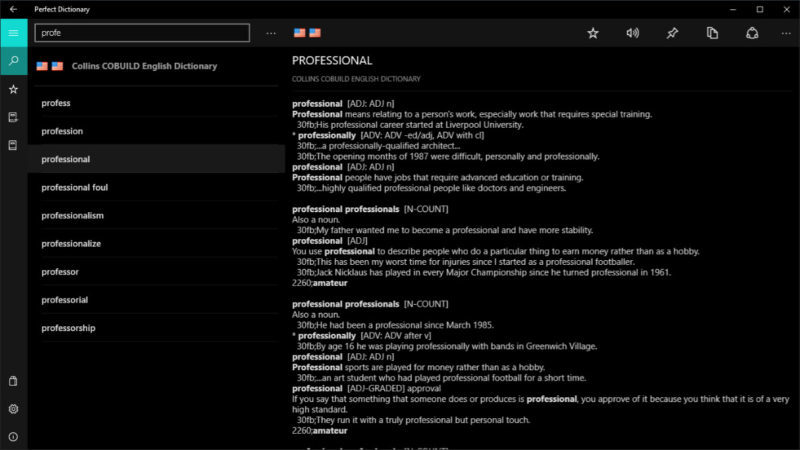 Perfect Dictionary
profe
Collins COBUILD English Dictionary
profess
profession
professional
professional foul
professionalism
professionalize
professor
professorial
professorship
PROFESSIONAL
COLLINS COBUILD ENGLISH DICTIONARY
professional [ADJ: ADJ n]
Professional means relating to a person's work, especially work that requires special training.
30fb;His professional career started at Liverpool University.
* professionally [ADV: ADV -ed/adj, ADV with cl]
30fb;...a professionally-qualified architect...
30fb;The opening months of 1987 were difficult, personally and professionally.
professional [ADJ: ADJ n]
Professional people have jobs that require advanced education or training.
30fb;...highly qualified professional people like doctors and engineers.
professional professionals [N-COUNT]
Also a noun.
30fb;My father wanted me to become a professional and have more stability.
professional [ADJ]
You use professional to describe people who do a particular thing to earn money rather than as a hobby.
30fb;This has been my worst time for injuries since I started as a professional footballer.
30fb;Jack Nicklaus has played in every Major Championship since he turned professional in 1961.
2260;amateur
professional professionals [N-COUNT]
Also a noun.
30fb;He had been a professional since March 1985.
* professionally [ADV: ADV after v]
30fb;By age 16 he was playing professionally with bands in Greenwich Village.
professional [ADJ: ADJ n]
Professional sports are played for money rather than as a hobby.
30fb;...an art student who had played professional football for a short time.
professional [ADJ-GRADED] approval
If you say that something that someone does or produces is professional, you approve of it because you think that it is of a very
high standard.
30fb;They run it with a truly professional but personal touch.
2260;amateur